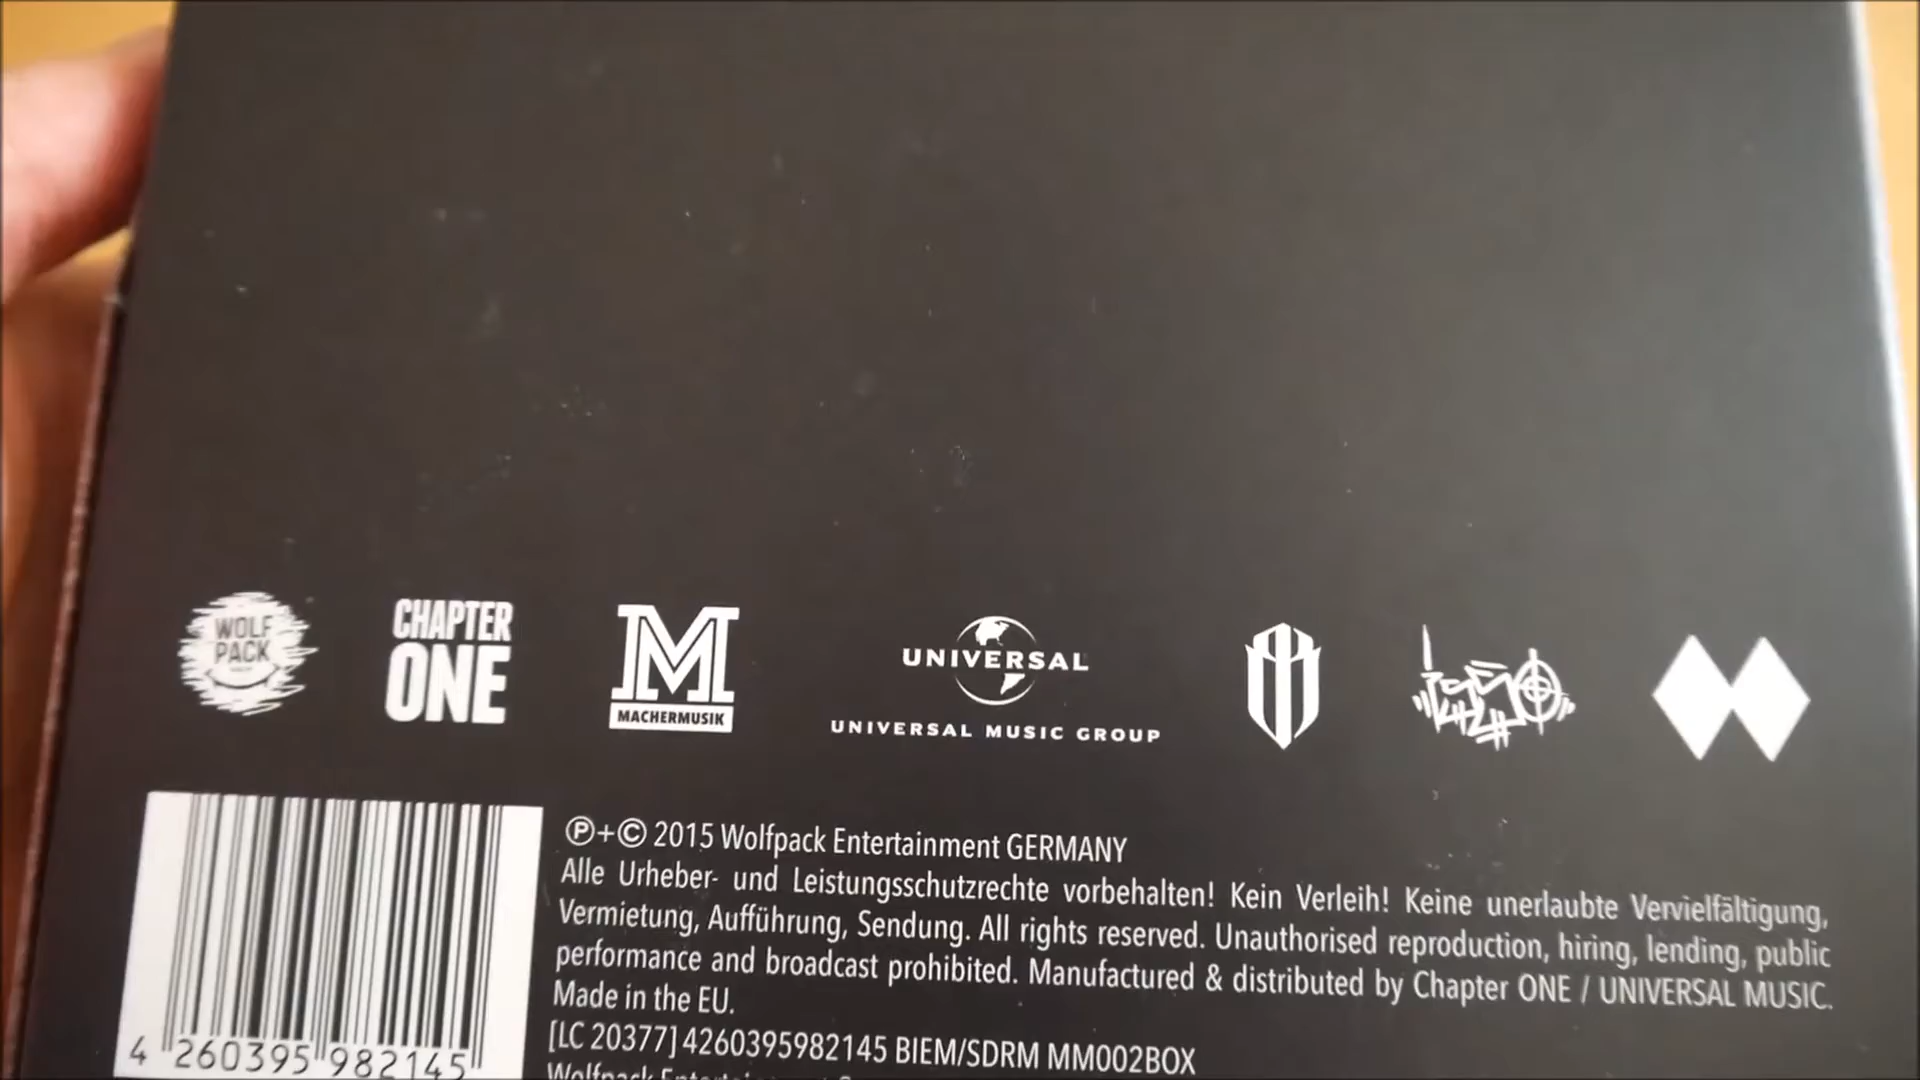 WOLF
PACK
CHAPTER
ONE
M
MACHERMUSIK
UNIVERSAL
UNIVERSAL MUSIC GROUP
℗+© 2015 Wolfpack Entertainment GERMANY
Alle Urheber- und Leistungsschutzrechte vorbehalten! Kein Verleih! Keine unerlaubte Vervielfältigung,
Vermietung, Aufführung, Sendung. All rights reserved. Unauthorised reproduction, hiring, lending, public
performance and broadcast prohibited. Manufactured & distributed by Chapter ONE / UNIVERSAL MUSIC.
Made in the EU.
[LC 20377] 4260395982145 BIEM/SDRM MM002BOX
4 260395 982145